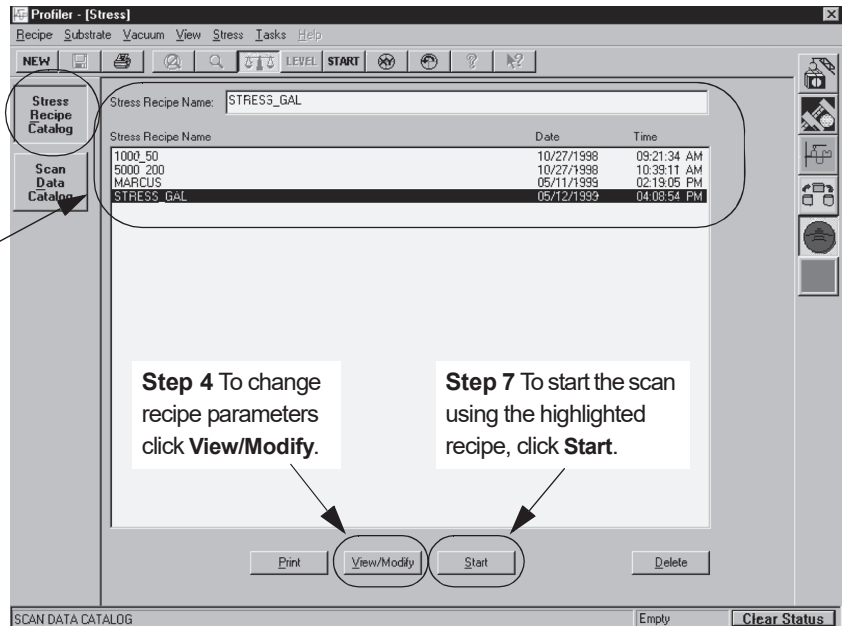 Profiler - [Stress]
Recipe Substrate Vacuum View Stress Tasks Help
NEW LEVEL START XY ? ?
Stress Recipe Catalog
Scan Data Catalog
Stress Recipe Name: STRESS_GAL
Stress Recipe Name Date Time
1000_50 10/27/1998 09:21:34 AM
5000_200 10/27/1998 10:39:11 AM
MARCUS 05/11/1999 02:19:05 PM
STRESS_GAL 05/12/1999 04:08:54 PM
Step 4 To change
recipe parameters
click View/Modify.
Step 7 To start the scan
using the highlighted
recipe, click Start.
Print View/Modify Start Delete
SCAN DATA CATALOG Empty Clear Status